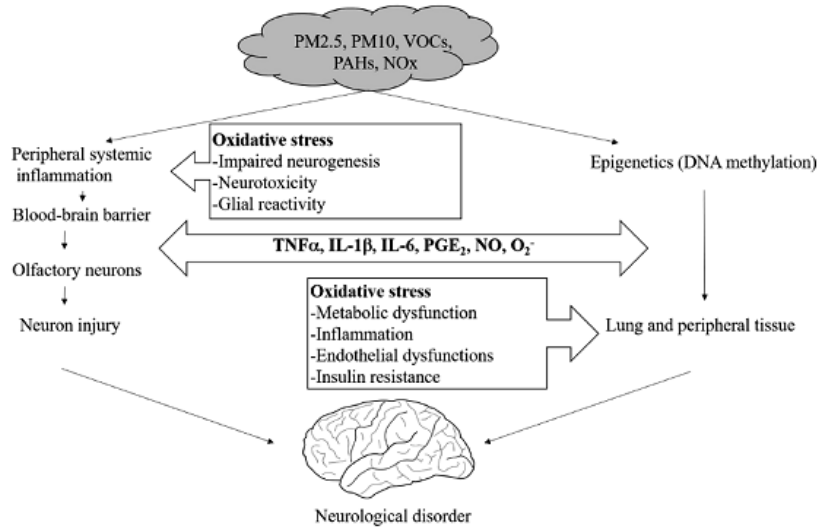 PM2.5, PM10, VOCs,
PAHs, NOx
Peripheral systemic
inflammation
Blood-brain barrier
Olfactory neurons
Neuron injury
Oxidative stress
-Impaired neurogenesis
-Neurotoxicity
-Glial reactivity
Epigenetics (DNA methylation)
TNFα, IL-1β, IL-6, PGE₂, NO, O₂⁻
Oxidative stress
-Metabolic dysfunction
-Inflammation
-Endothelial dysfunctions
-Insulin resistance
Lung and peripheral tissue
Neurological disorder